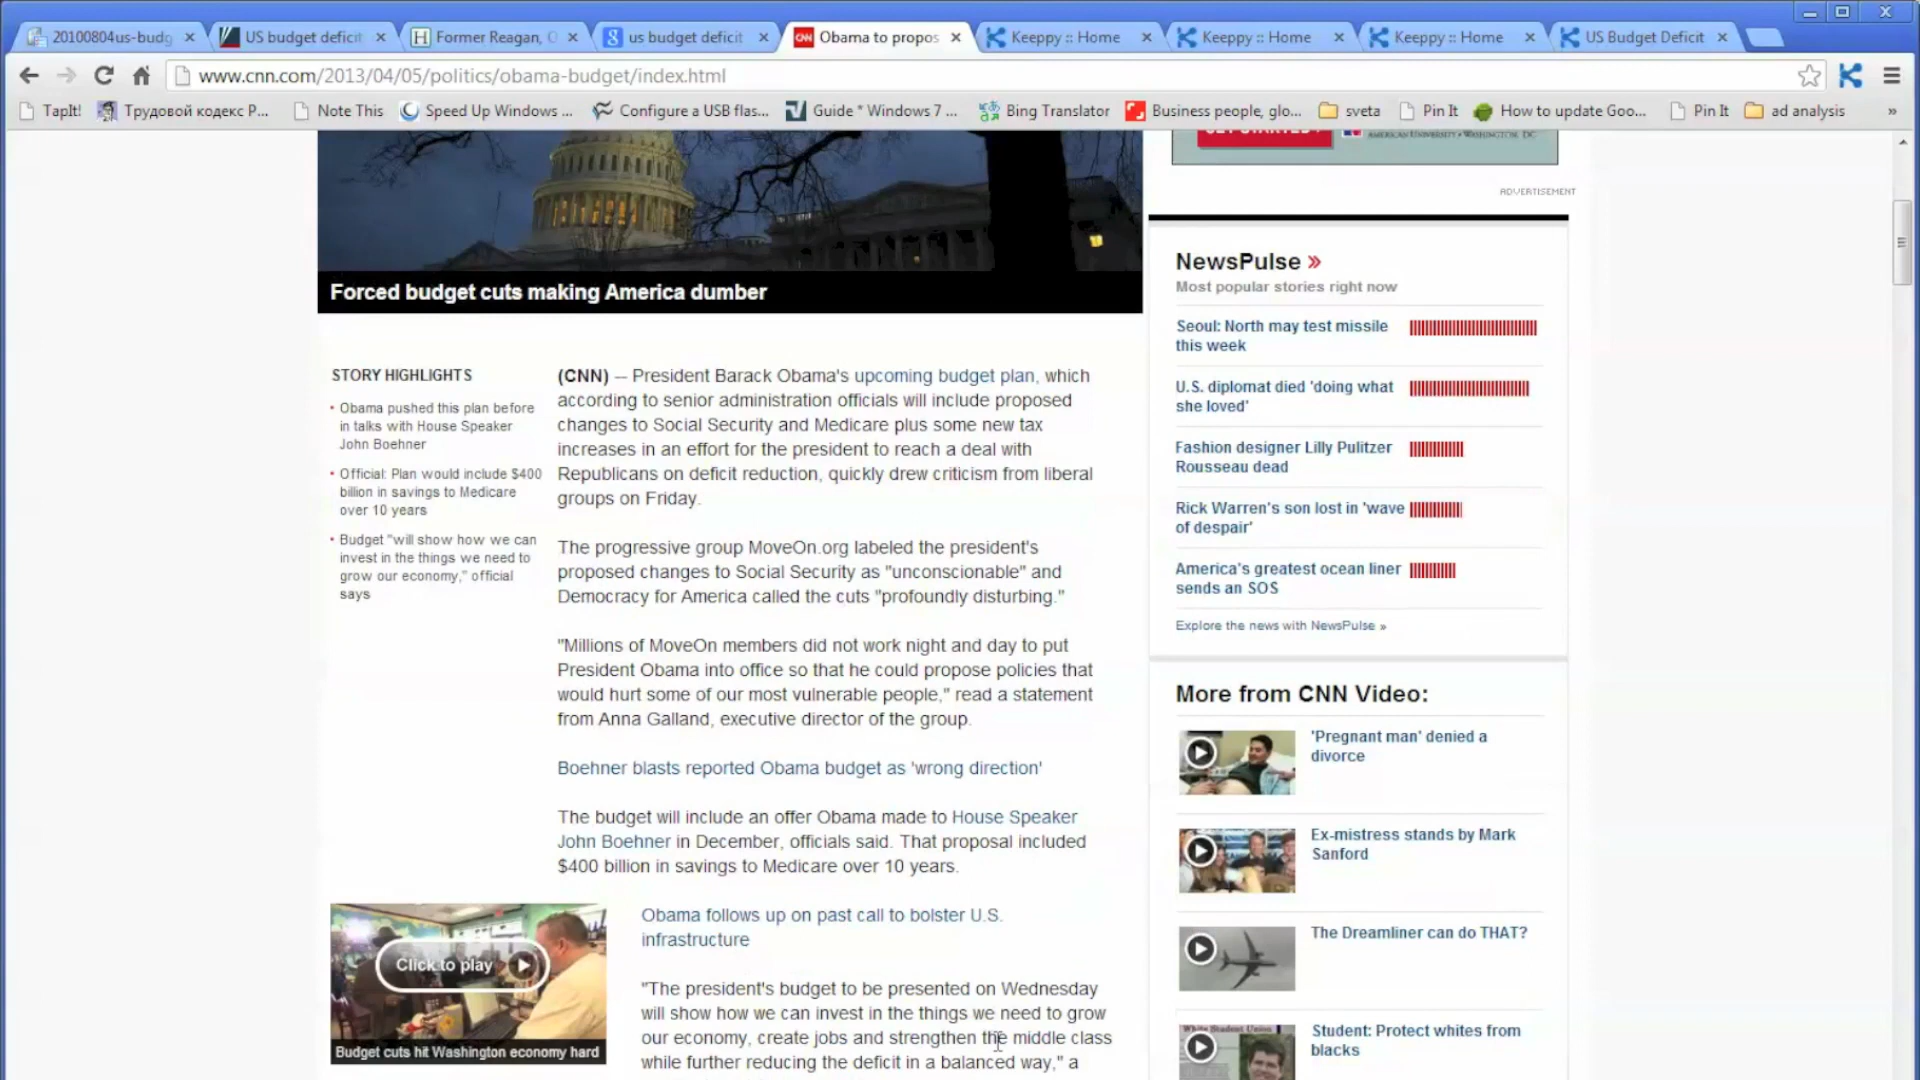 20100804us-budg
US budget deficit
Former Reagan, O
us budget deficit
Obama to propos
Keeppy :: Home
Keeppy :: Home
Keeppy :: Home
US Budget Deficit
www.cnn.com/2013/04/05/politics/obama-budget/index.html
TapIt!
Трудовой кодекс Р...
Note This
Speed Up Windows ...
Configure a USB flas...
Guide * Windows 7 ...
Bing Translator
Business people, glo...
sveta
Pin It
How to update Goo...
Pin It
ad analysis
»
AMERICAN UNIVERSITY • WASHINGTON, DC
ADVERTISEMENT
Forced budget cuts making America dumber
STORY HIGHLIGHTS
• Obama pushed this plan before
in talks with House Speaker
John Boehner
• Official: Plan would include $400
billion in savings to Medicare
over 10 years
• Budget "will show how we can
invest in the things we need to
grow our economy," official
says
(CNN) -- President Barack Obama's upcoming budget plan, which
according to senior administration officials will include proposed
changes to Social Security and Medicare plus some new tax
increases in an effort for the president to reach a deal with
Republicans on deficit reduction, quickly drew criticism from liberal
groups on Friday.
The progressive group MoveOn.org labeled the president's
proposed changes to Social Security as "unconscionable" and
Democracy for America called the cuts "profoundly disturbing."
"Millions of MoveOn members did not work night and day to put
President Obama into office so that he could propose policies that
would hurt some of our most vulnerable people," read a statement
from Anna Galland, executive director of the group.
Boehner blasts reported Obama budget as 'wrong direction'
The budget will include an offer Obama made to House Speaker
John Boehner in December, officials said. That proposal included
$400 billion in savings to Medicare over 10 years.
Click to play
Budget cuts hit Washington economy hard
Obama follows up on past call to bolster U.S.
infrastructure
"The president's budget to be presented on Wednesday
will show how we can invest in the things we need to grow
our economy, create jobs and strengthen the middle class
while further reducing the deficit in a balanced way," a
NewsPulse »
Most popular stories right now
Seoul: North may test missile
this week
U.S. diplomat died 'doing what
she loved'
Fashion designer Lilly Pulitzer
Rousseau dead
Rick Warren's son lost in 'wave
of despair'
America's greatest ocean liner
sends an SOS
Explore the news with NewsPulse »
More from CNN Video:
'Pregnant man' denied a
divorce
Ex-mistress stands by Mark
Sanford
The Dreamliner can do THAT?
White Student Union
Student: Protect whites from
blacks